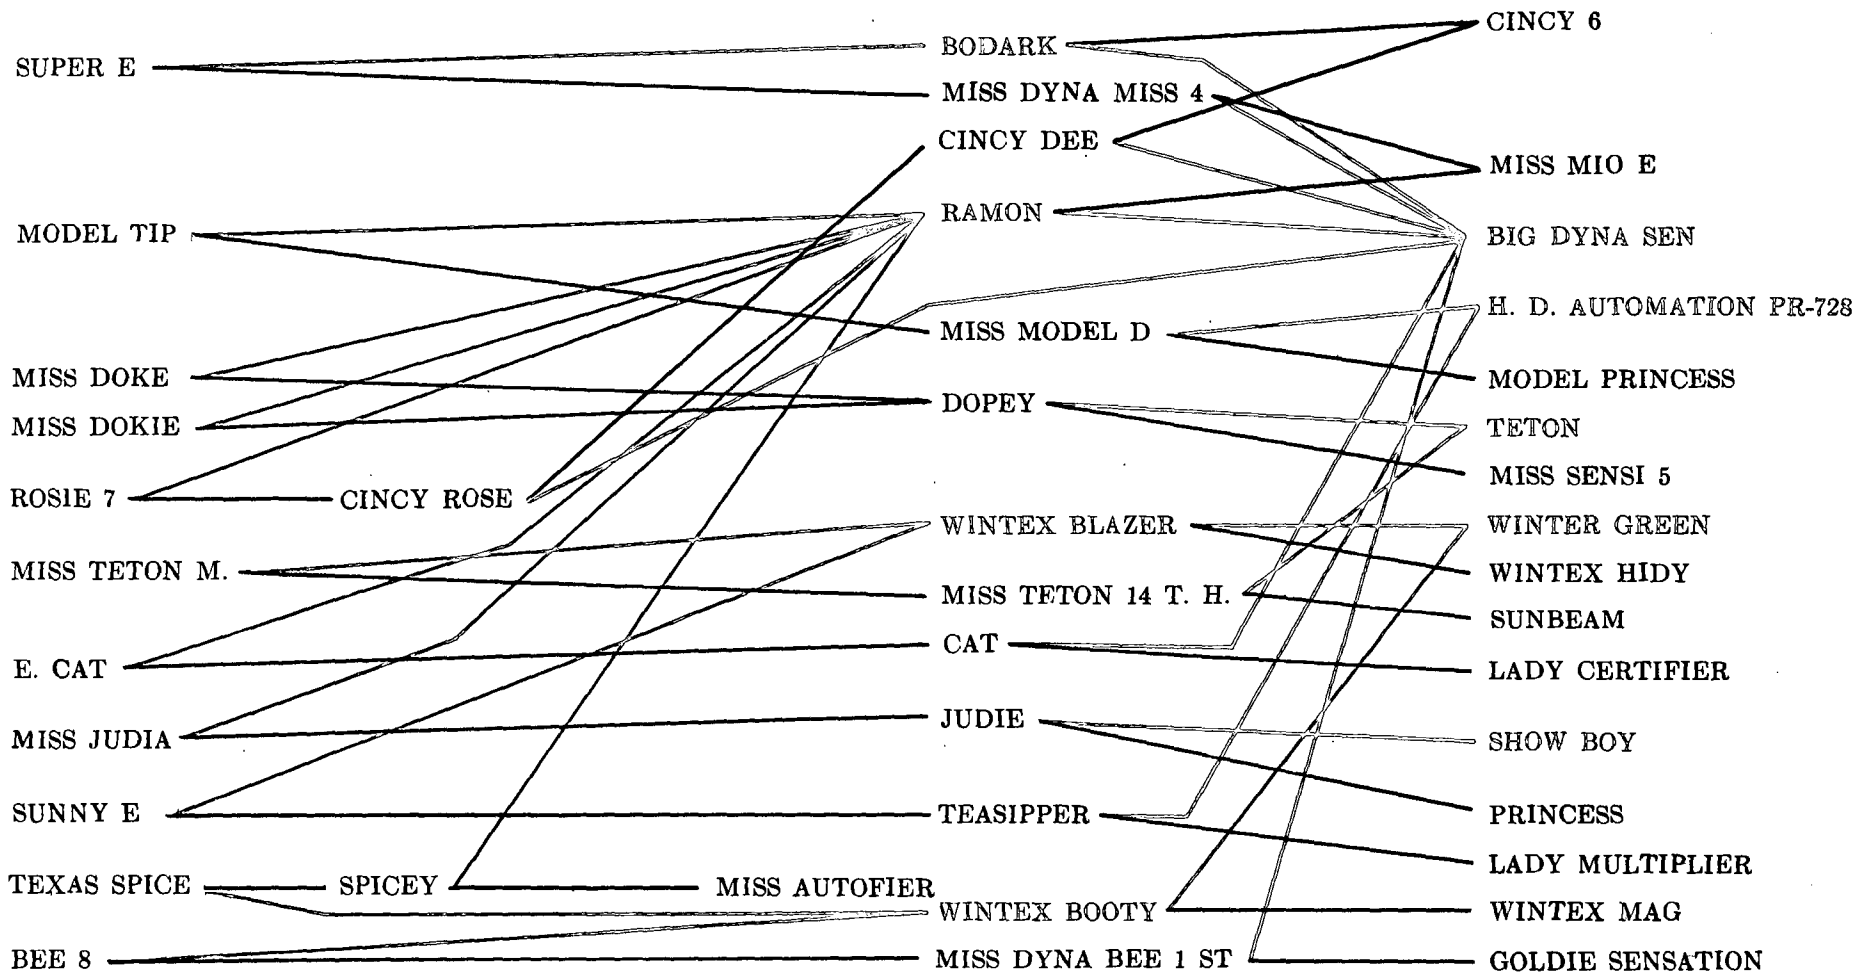 SUPER E
MODEL TIP
MISS DOKE
MISS DOKIE
ROSIE 7
CINCY ROSE
MISS TETON M.
E. CAT
MISS JUDIA
SUNNY E
TEXAS SPICE
SPICEY
MISS AUTOFIER
BEE 8
BODARK
MISS DYNA MISS 4
CINCY DEE
RAMON
MISS MODEL D
DOPEY
WINTEX BLAZER
MISS TETON 14 T. H.
CAT
JUDIE
TEASIPPER
WINTEX BOOTY
MISS DYNA BEE 1 ST
CINCY 6
MISS MIO E
BIG DYNA SEN
H. D. AUTOMATION PR-728
MODEL PRINCESS
TETON
MISS SENSI 5
WINTER GREEN
WINTEX HIDY
SUNBEAM
LADY CERTIFIER
SHOW BOY
PRINCESS
LADY MULTIPLIER
WINTEX MAG
GOLDIE SENSATION